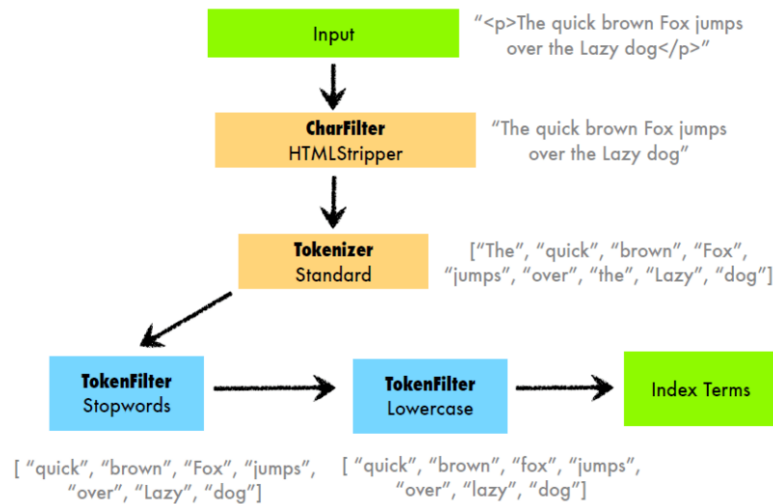 Input
“<p>The quick brown Fox jumps
over the Lazy dog</p>”
CharFilter
HTMLStripper
“The quick brown Fox jumps
over the Lazy dog”
Tokenizer
Standard
[“The”, “quick”, “brown”, “Fox”,
“jumps”, “over”, “the”, “Lazy”, “dog”]
TokenFilter
Stopwords
TokenFilter
Lowercase
Index Terms
[ “quick”, “brown”, “Fox”, “jumps”,
“over”, “Lazy”, “dog”]
[ “quick”, “brown”, “fox”, “jumps”,
“over”, “lazy”, “dog”]